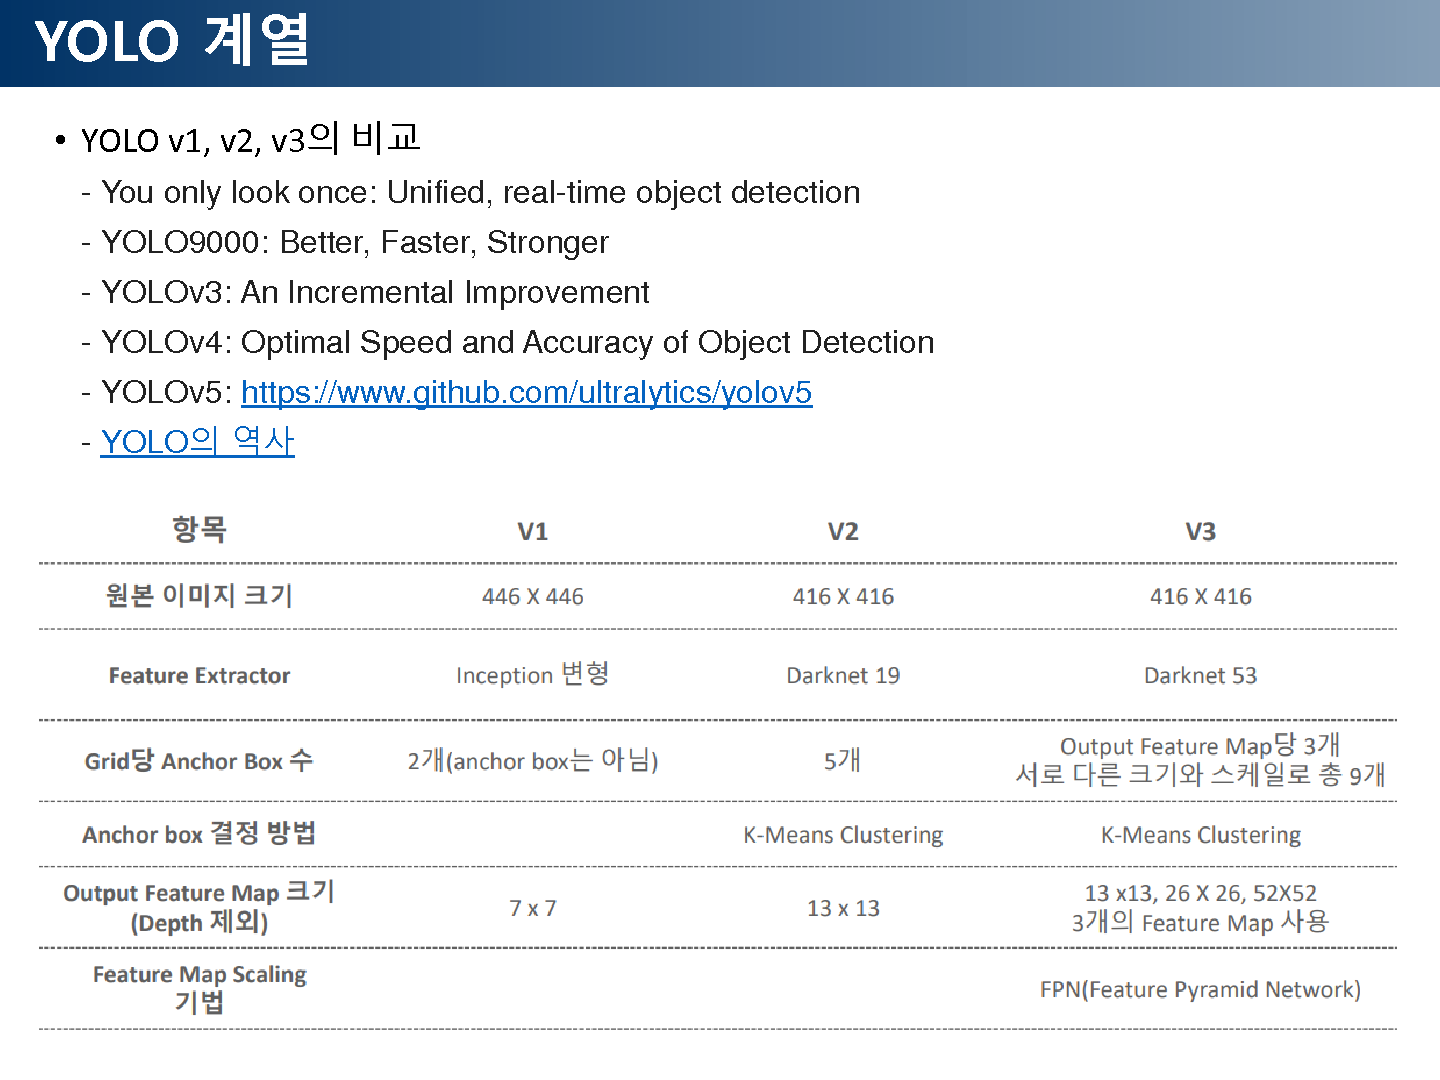 YOLO 계열
• YOLO v1, v2, v3의 비교
- You only look once: Unified, real-time object detection
- YOLO9000: Better, Faster, Stronger
- YOLOv3: An Incremental Improvement
- YOLOv4: Optimal Speed and Accuracy of Object Detection
- YOLOv5: https://www.github.com/ultralytics/yolov5
- YOLO의 역사
항목 V1 V2 V3
원본 이미지 크기 446 X 446 416 X 416 416 X 416
Feature Extractor Inception 변형 Darknet 19 Darknet 53
Grid당 Anchor Box 수 2개(anchor box는 아님) 5개 Output Feature Map당 3개
서로 다른 크기와 스케일로 총 9개
Anchor box 결정 방법 K-Means Clustering K-Means Clustering
Output Feature Map 크기
(Depth 제외) 7 x 7 13 x 13 13 x13, 26 X 26, 52X52
3개의 Feature Map 사용
Feature Map Scaling
기법 FPN(Feature Pyramid Network)